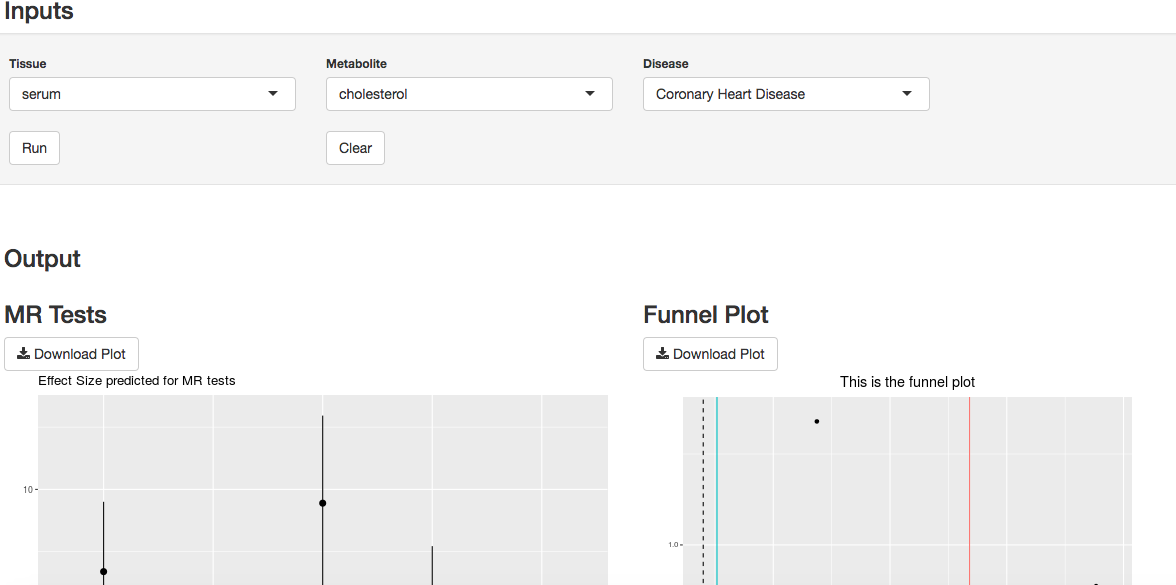 Inputs
Tissue Metabolite Disease
serum cholesterol Coronary Heart Disease
Run Clear
Output
MR Tests Funnel Plot
Download Plot Download Plot
Effect Size predicted for MR tests This is the funnel plot
10
1.0